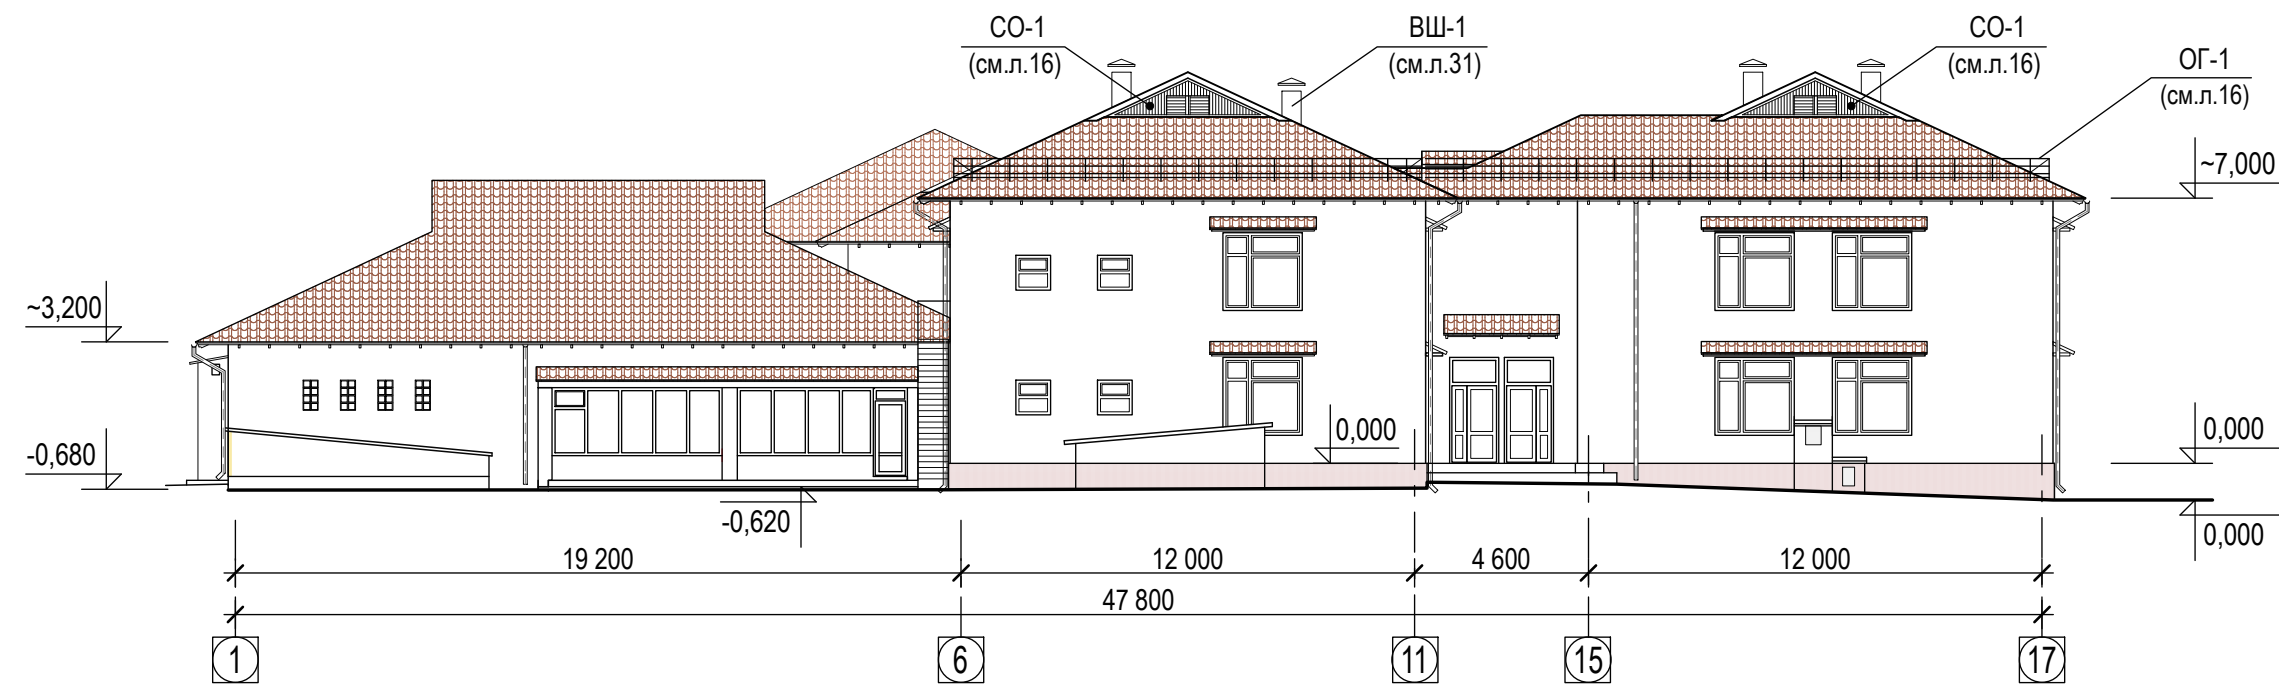 СО-1
(см.л.16)
ВШ-1
(см.л.31)
СО-1
(см.л.16)
ОГ-1
(см.л.16)
~7,000
~3,200
-0,680
0,000
0,000
-0,620
0,000
19 200
12 000
4 600
12 000
47 800
1
6
11
15
17